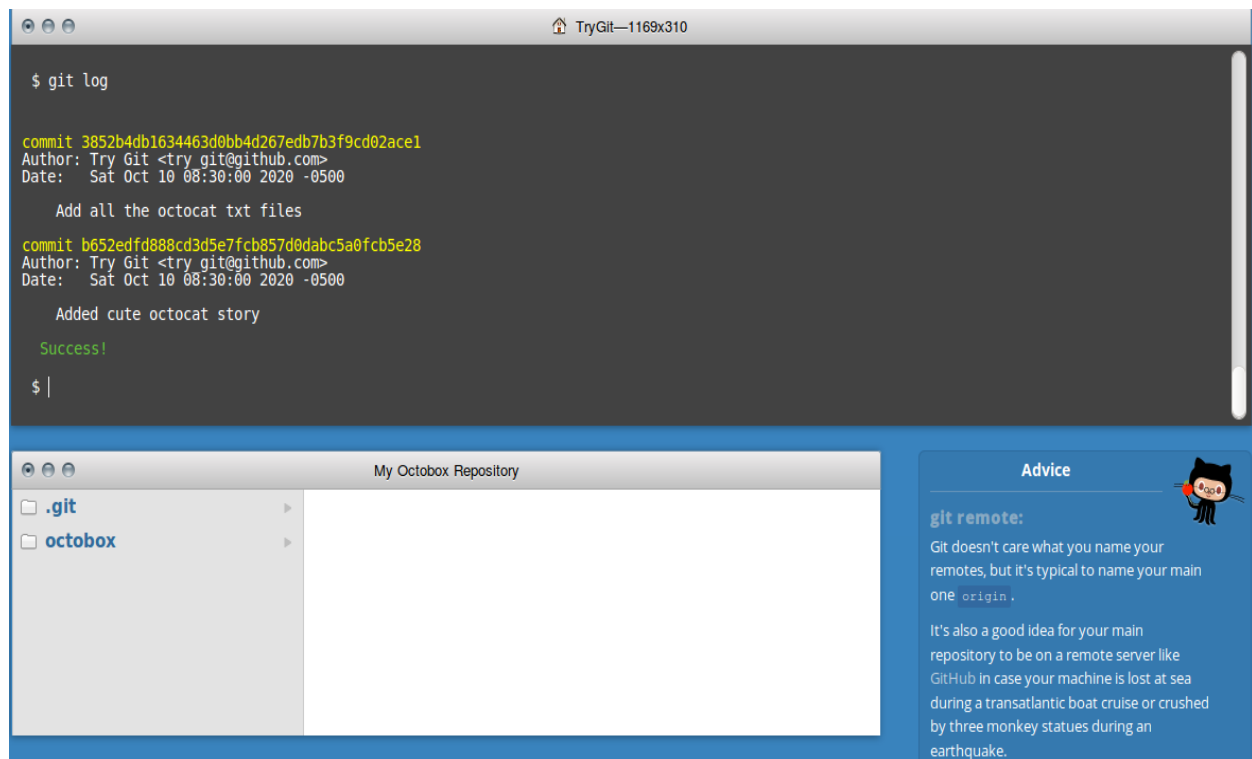 TryGit—1169x310
$ git log
commit 3852b4db1634463d0bb4d267edb7b3f9cd02ace1
Author: Try Git <try_git@github.com>
Date:   Sat Oct 10 08:30:00 2020 -0500
Add all the octocat txt files
commit b652edfd888cd3d5e7fcb857d0dabc5a0fcb5e28
Author: Try Git <try_git@github.com>
Date:   Sat Oct 10 08:30:00 2020 -0500
Added cute octocat story
Success!
$
My Octobox Repository
.git
octobox
Advice
git remote:
Git doesn't care what you name your
remotes, but it's typical to name your main
one origin.
It's also a good idea for your main
repository to be on a remote server like
GitHub in case your machine is lost at sea
during a transatlantic boat cruise or crushed
by three monkey statues during an
earthquake.